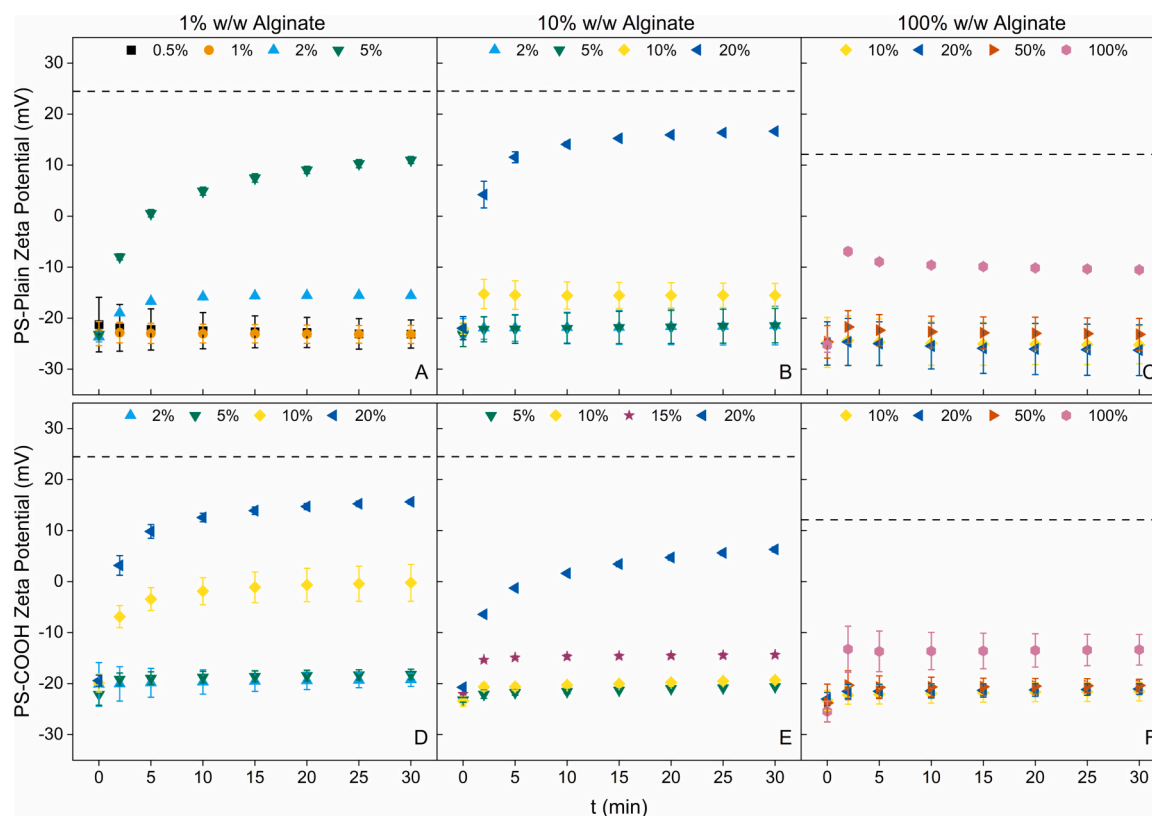 1% w/w Alginate 10% w/w Alginate 100% w/w Alginate
0.5% 1% 2% 5%
2% 5% 10% 20%
10% 20% 50% 100%
PS-Plain Zeta Potential (mV)
30
20
10
0
-10
-20
-30
A
B
C
2% 5% 10% 20%
5% 10% 15% 20%
10% 20% 50% 100%
PS-COOH Zeta Potential (mV)
30
20
10
0
-10
-20
-30
D
E
F
0 5 10 15 20 25 30
0 5 10 15 20 25 30
0 5 10 15 20 25 30
t (min)